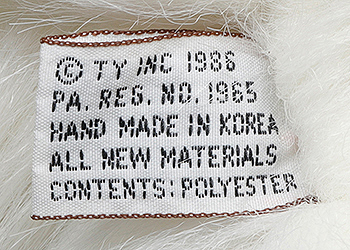 © TY INC 1986
PA. REG. NO. 1965
HAND MADE IN KOREA
ALL NEW MATERIALS
CONTENTS: POLYESTER